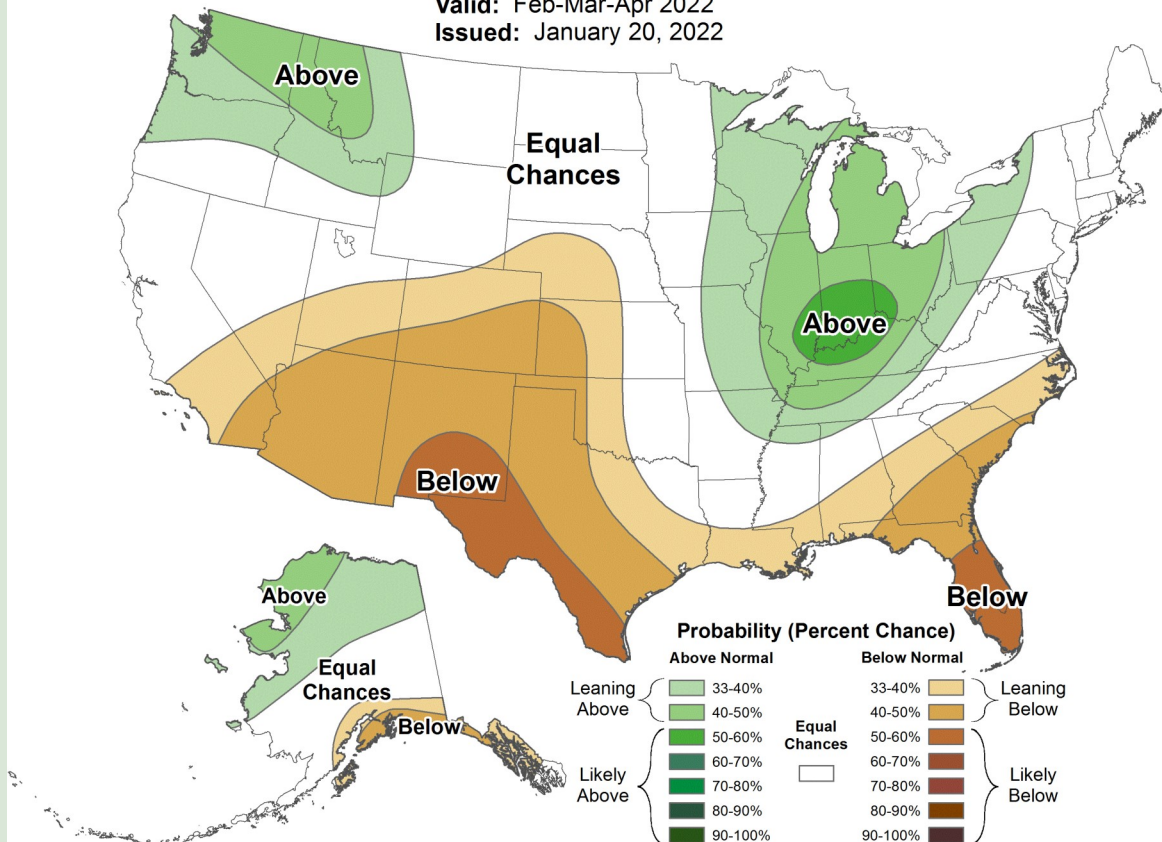 Valid: Feb-Mar-Apr 2022
Issued: January 20, 2022
Above
Equal
Chances
Above
Below
Below
Above
Equal
Chances
Below
Probability (Percent Chance)
Above Normal
Below Normal
Leaning
Above
33-40%
40-50%
Likely
Above
50-60%
60-70%
70-80%
80-90%
90-100%
Equal
Chances
33-40%
40-50%
Leaning
Below
50-60%
60-70%
70-80%
80-90%
90-100%
Likely
Below